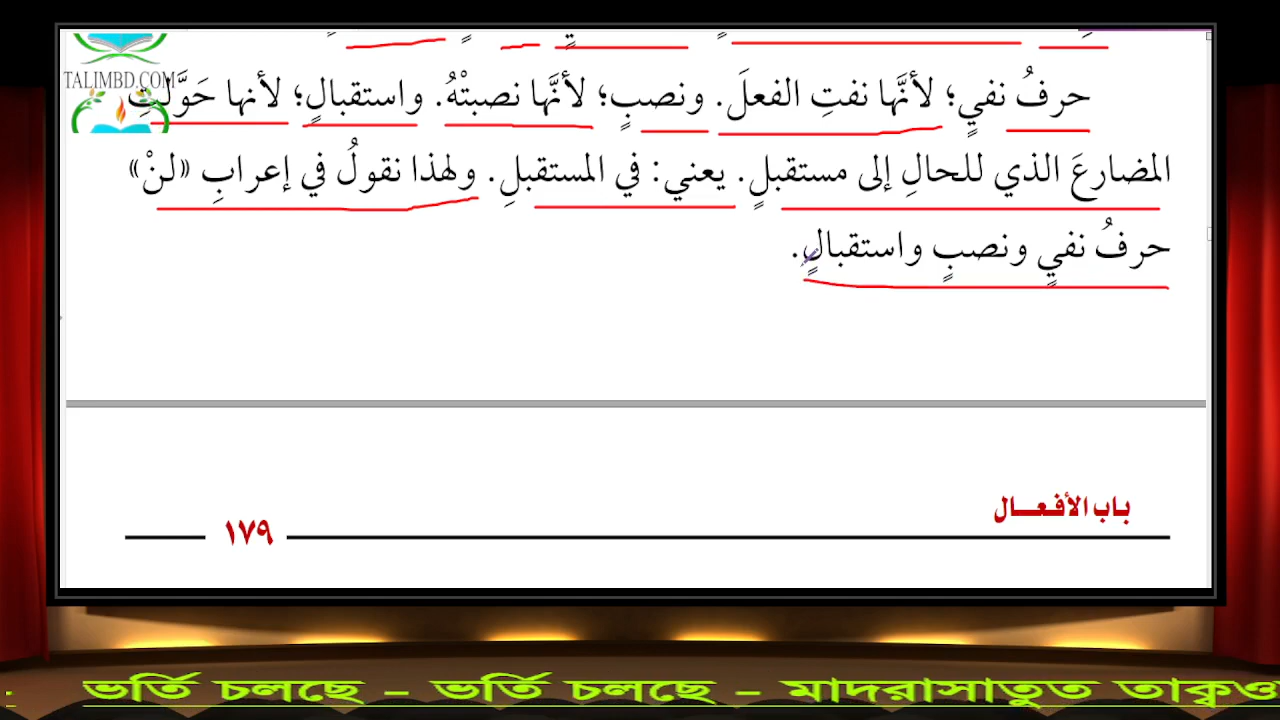 TALIMBD.COM
حرفُ نفيٍ؛ لأنَّها نفتِ الفعلَ. ونصبٍ؛ لأنَّها نصبتْهُ. واستقبالٍ؛ لأنها حَوَّلتِ
المضارعَ الذي للحالِ إلى مستقبلٍ. يعني: في المستقبلِ. ولهذا نقولُ في إعرابِ «لنْ»
حرفُ نفيٍ ونصبٍ واستقبالٍ.
باب الأفعـال
١٧٩
ভর্তি চলছে – ভর্তি চলছে – মাদরাসাতুত